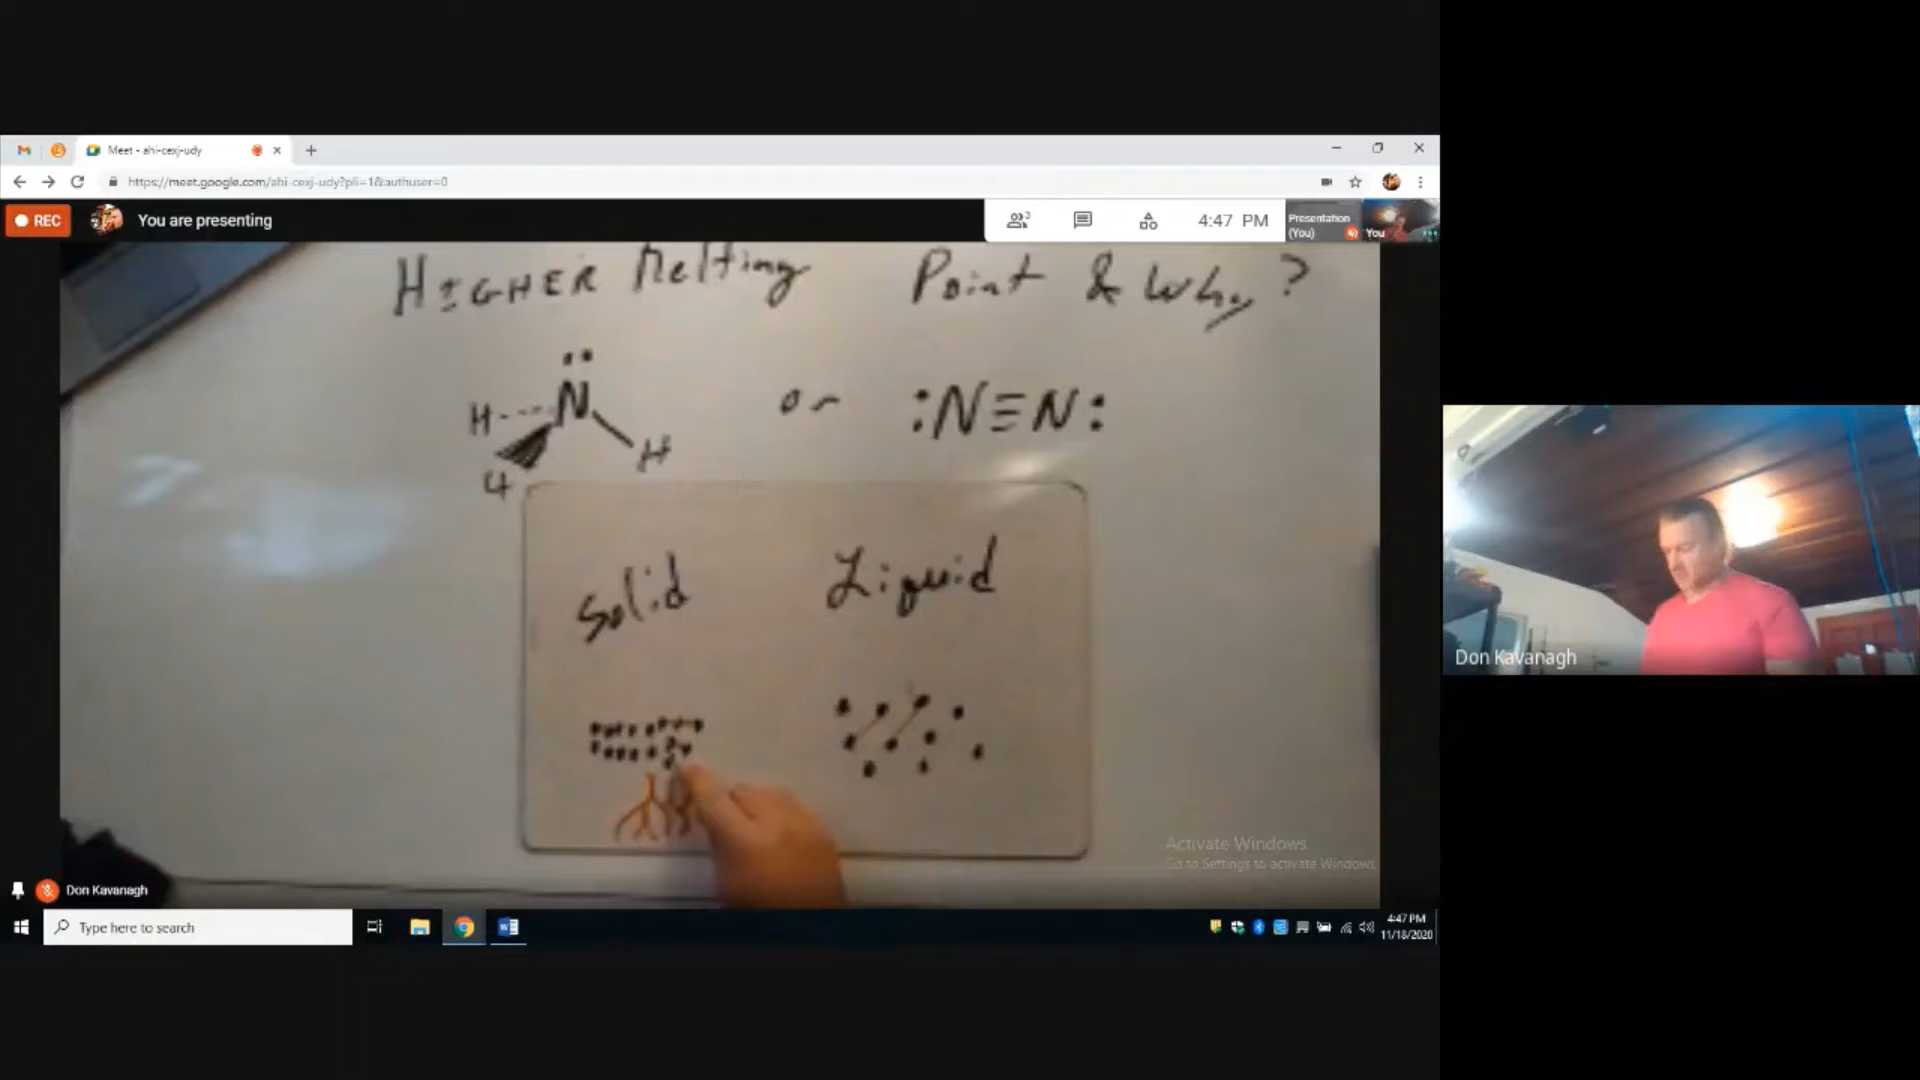 Meet - ahi-cexj-udy
https://meet.google.com/ahi-cexj-udy?pli=1&authuser=0
REC
You are presenting
3
4:47 PM
Presentation
(You)
You
HIGHER Melting Point & Why?
N
H
H
H
or
:N≡N:
Solid
Liquid
Don Kavanagh
Activate Windows
Go to Settings to activate Windows.
Don Kavanagh
Type here to search
4:47 PM
11/18/2020